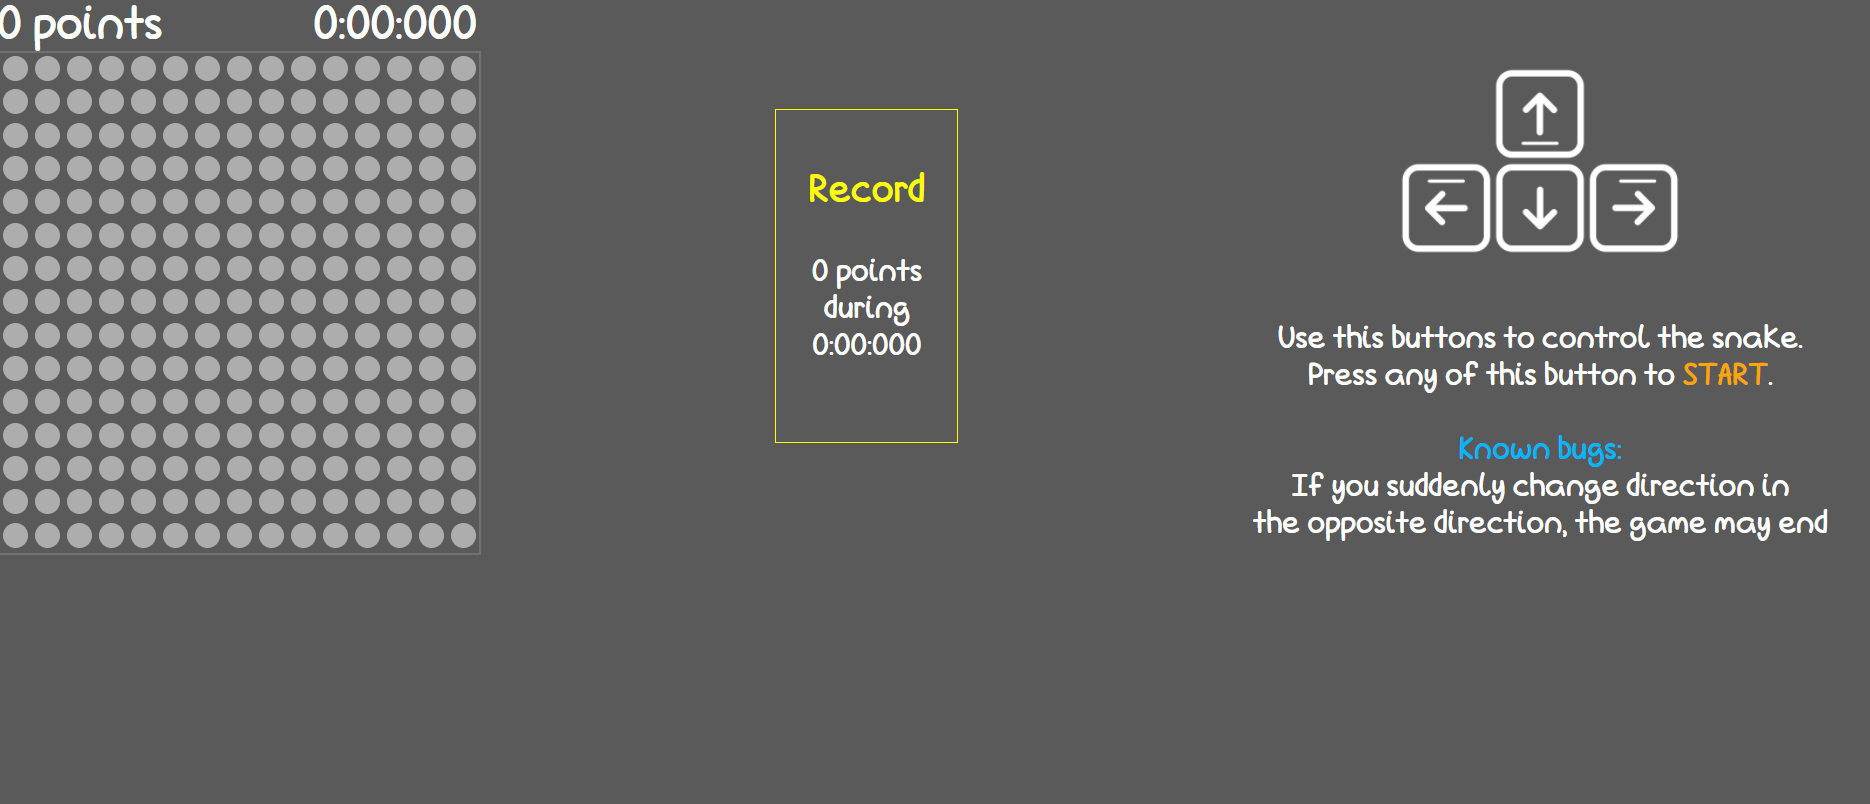 0 points 0:00:000
Record
0 points
during
0:00:000
Use this buttons to control the snake.
Press any of this button to START.
Known bugs:
If you suddenly change direction in
the opposite direction, the game may end